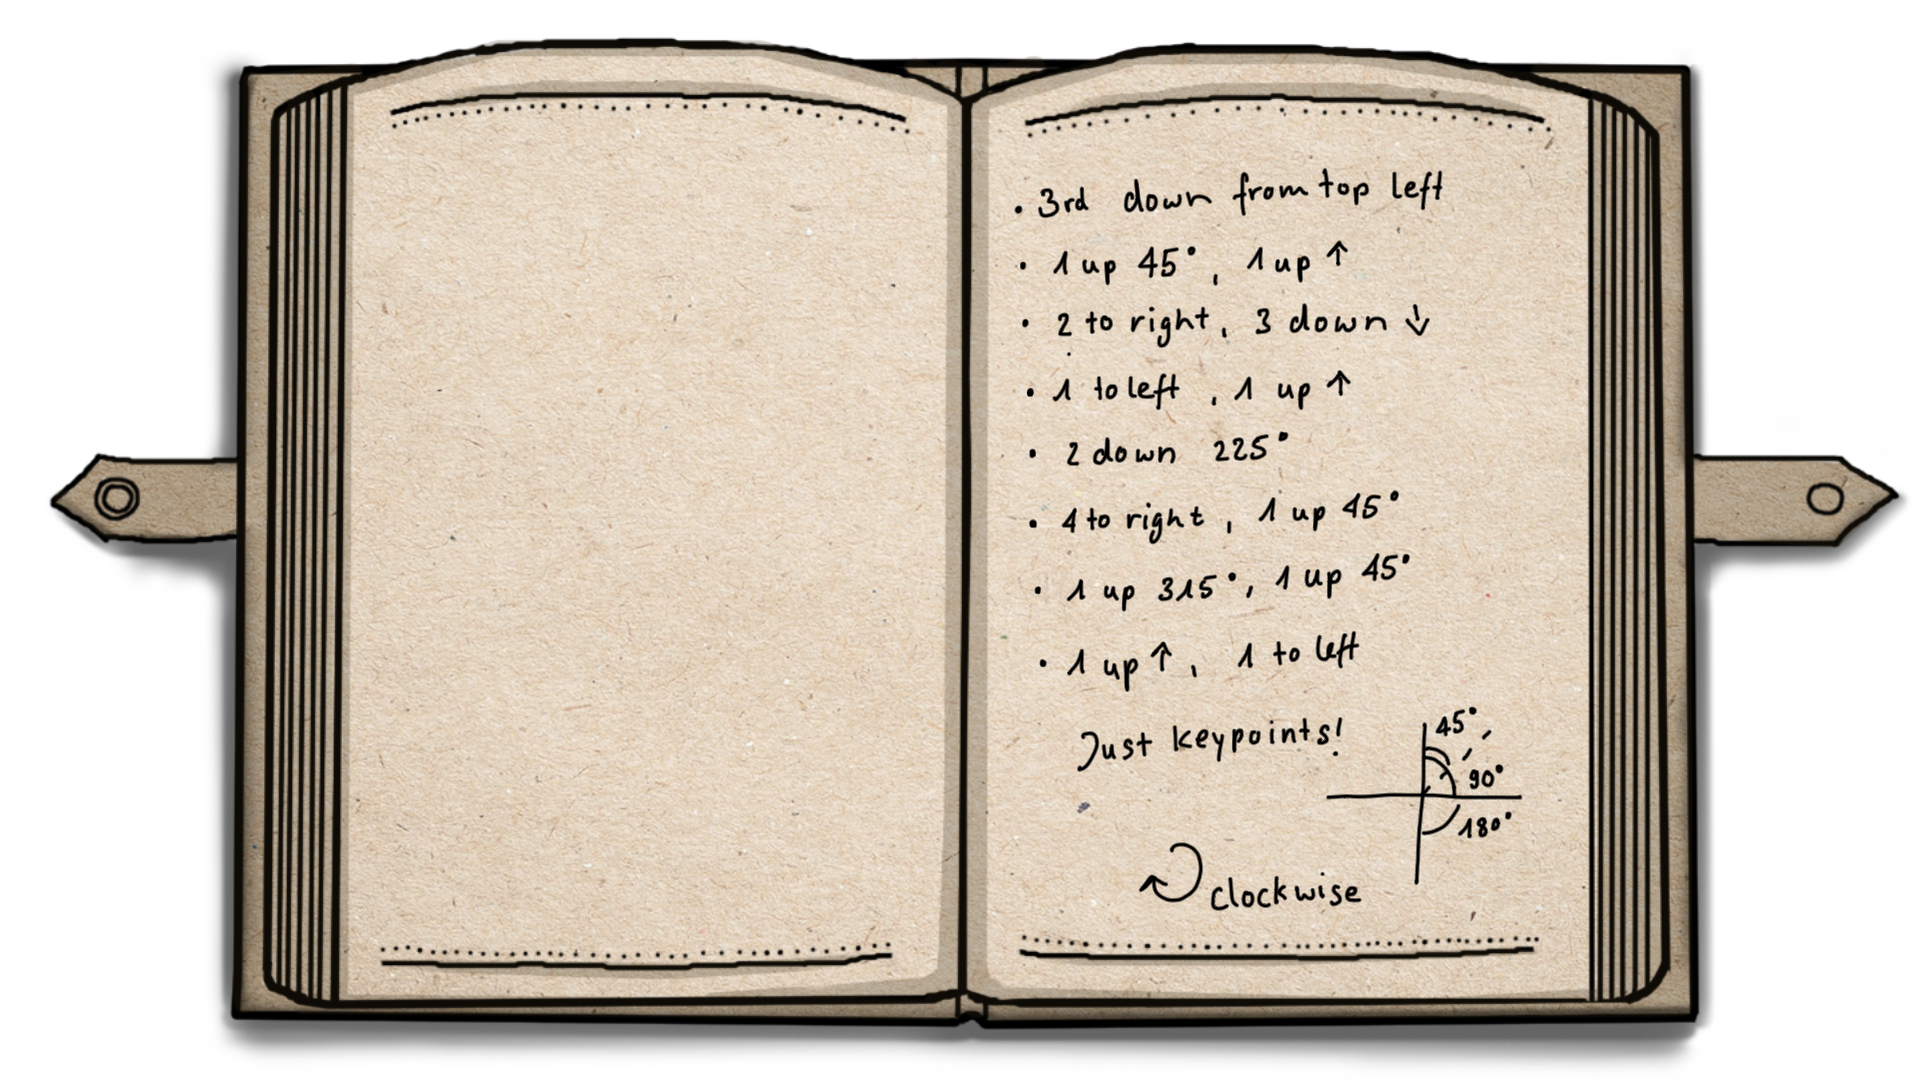 • 3rd down from top left
• 1 up 45°, 1 up ↑
• 2 to right, 3 down ↓
• 1 to left, 1 up ↑
• 2 down 225°
• 4 to right, 1 up 45°
• 1 up 315°, 1 up 45°
• 1 up ↑, 1 to left
Just keypoints!
45°
90°
180°
clockwise